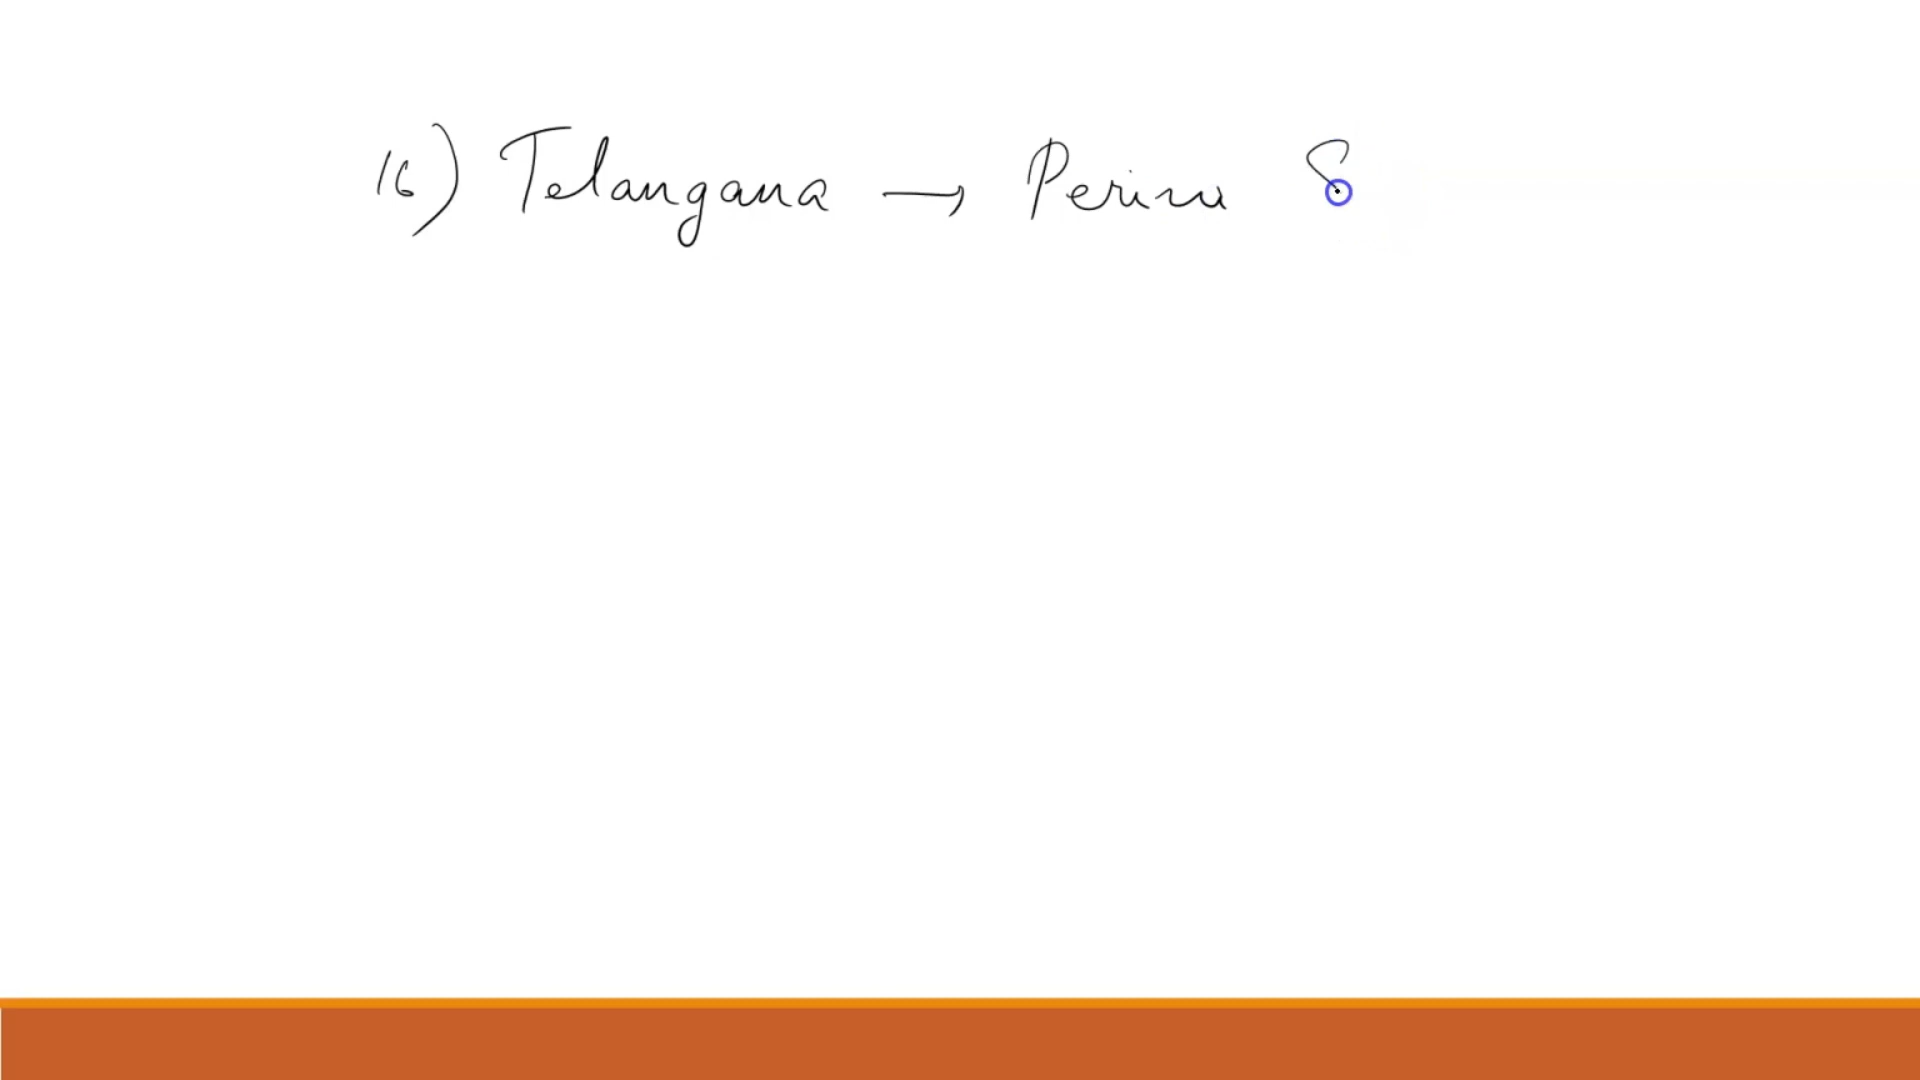 16) Telangana → Perini S